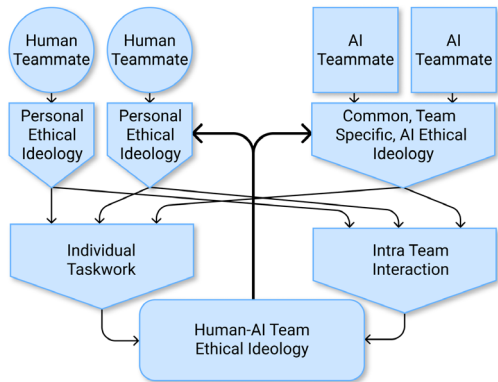 Human
Teammate
Human
Teammate
AI
Teammate
AI
Teammate
Personal
Ethical
Ideology
Personal
Ethical
Ideology
Common, Team
Specific, AI Ethical
Ideology
Individual
Taskwork
Intra Team
Interaction
Human-AI Team
Ethical Ideology